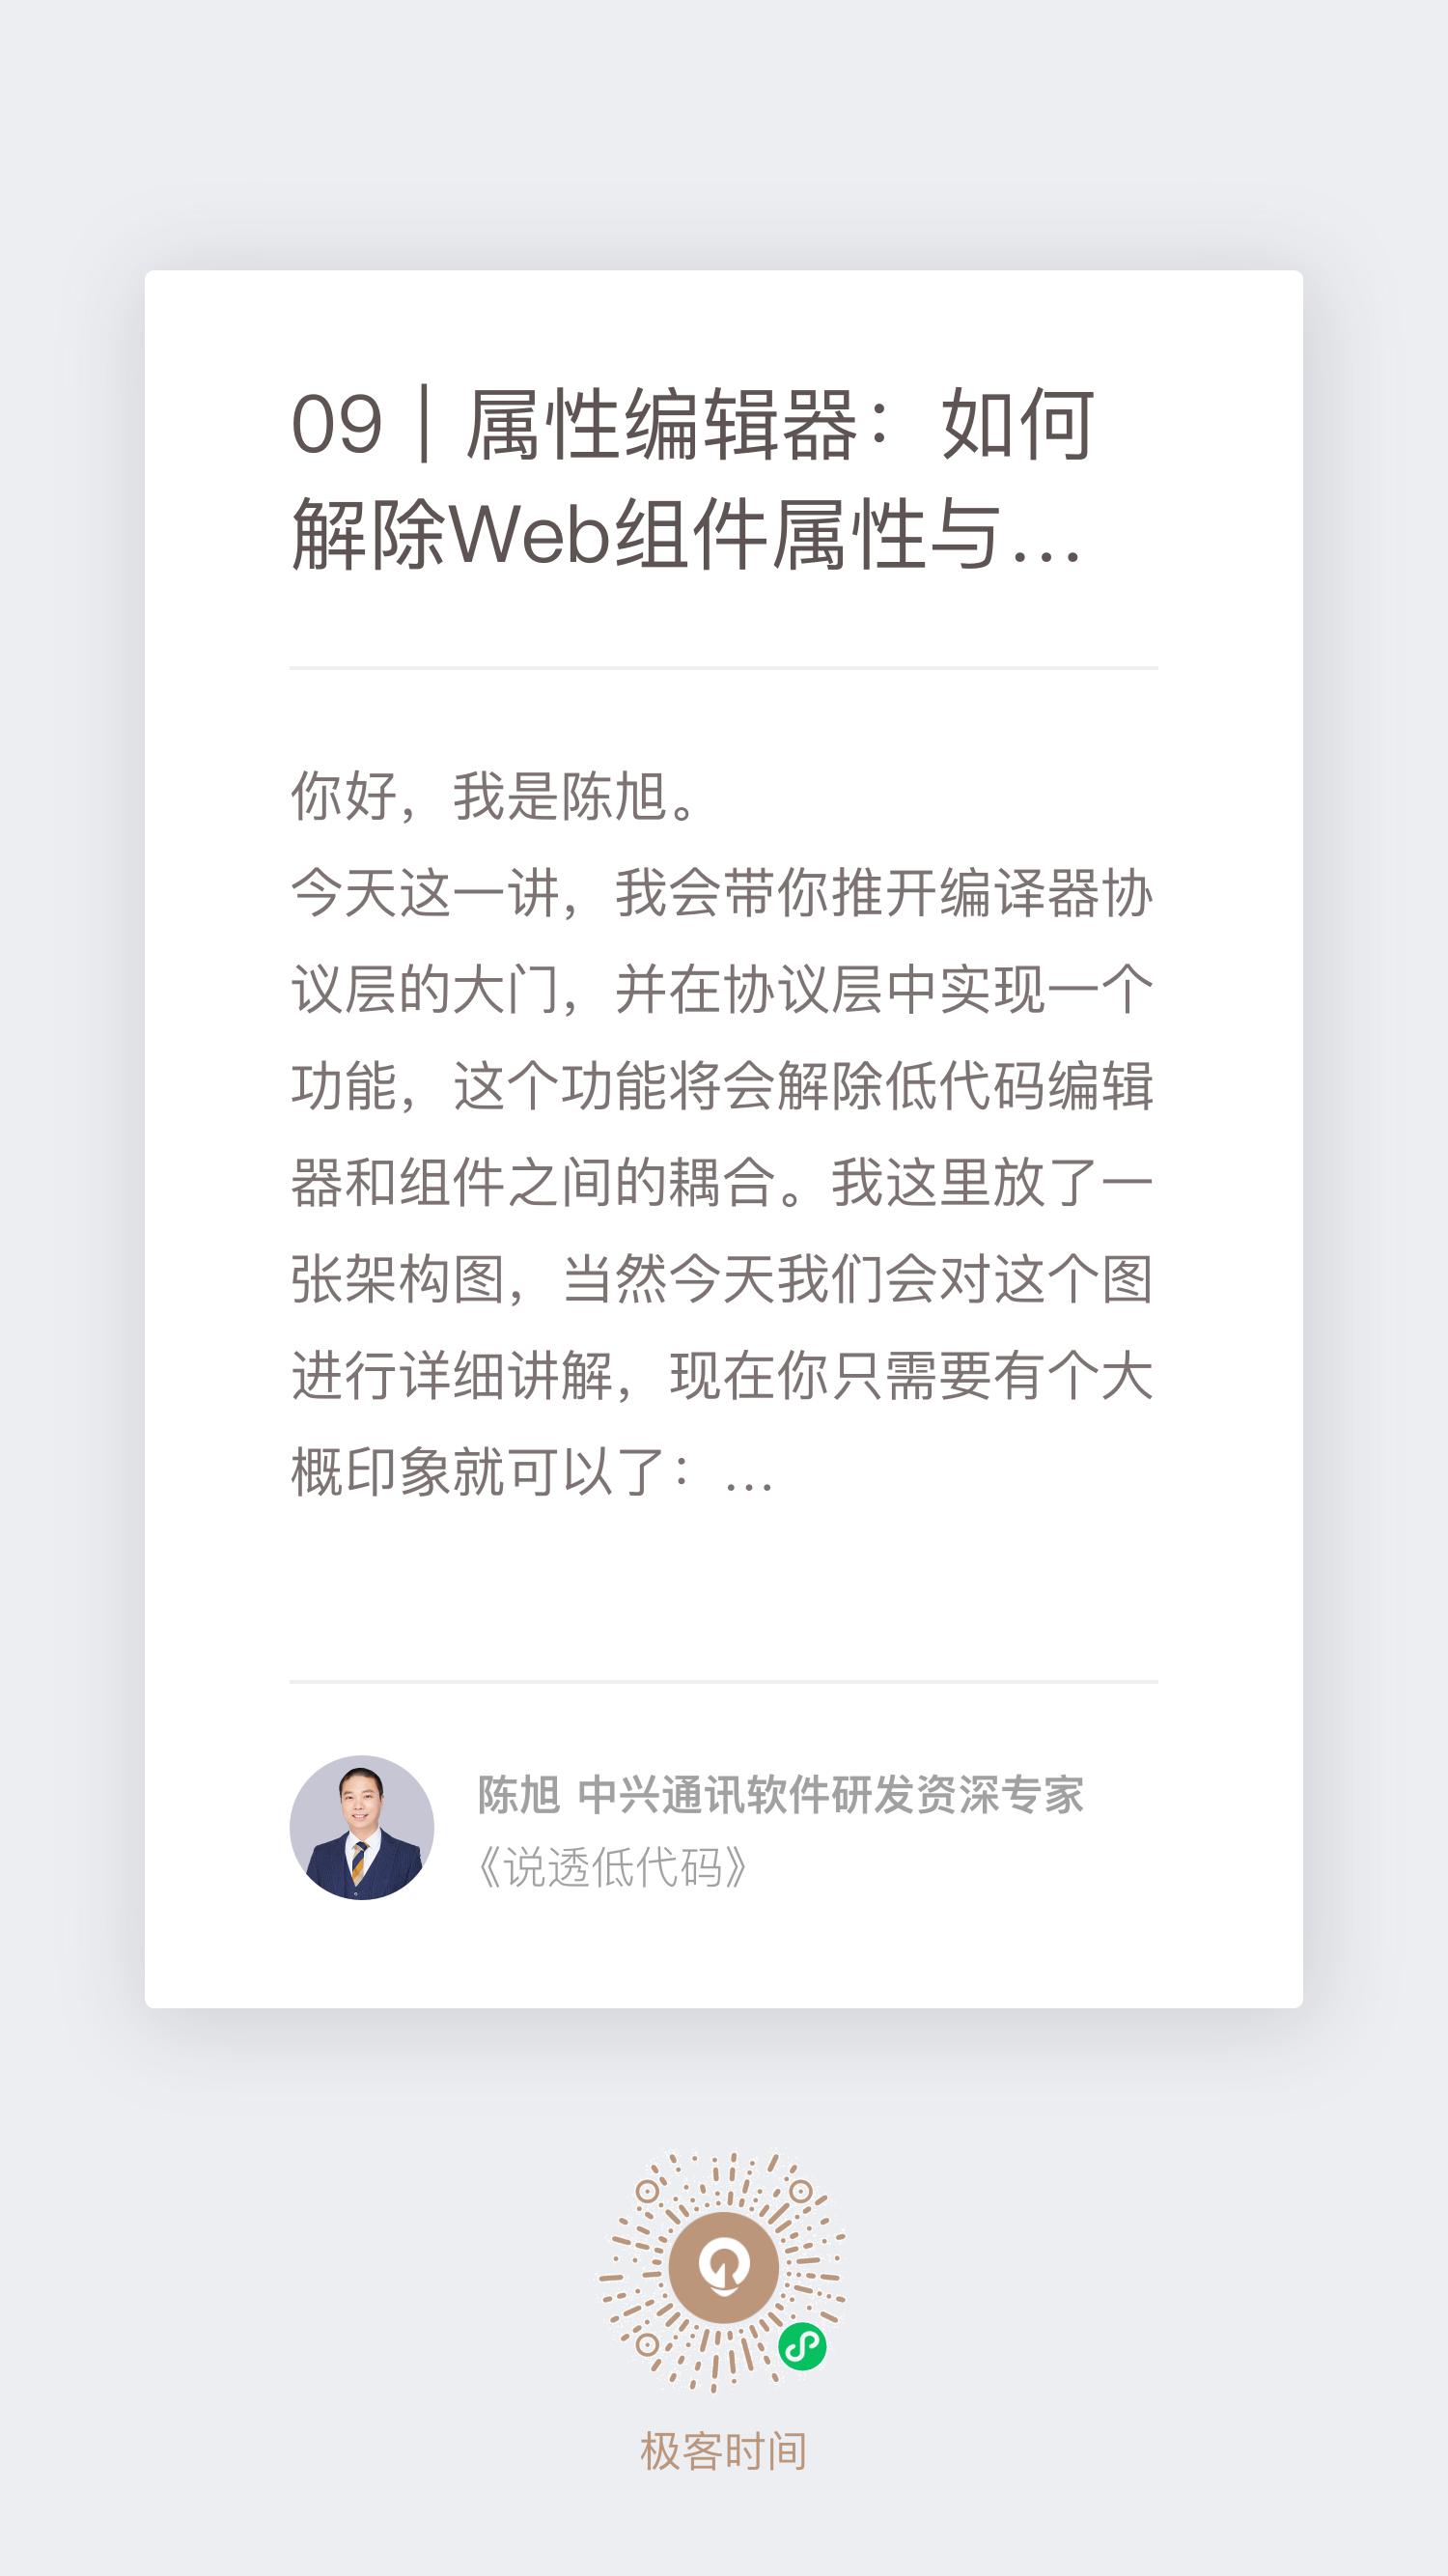 09｜属性编辑器：如何
解除Web组件属性与...
你好，我是陈旭。
今天这一讲，我会带你推开编译器协
议层的大门，并在协议层中实现一个
功能，这个功能将会解除低代码编辑
器和组件之间的耦合。我这里放了一
张架构图，当然今天我们会对这个图
进行详细讲解，现在你只需要有个大
概印象就可以了：...
陈旭 中兴通讯软件研发资深专家
《说透低代码》
极客时间